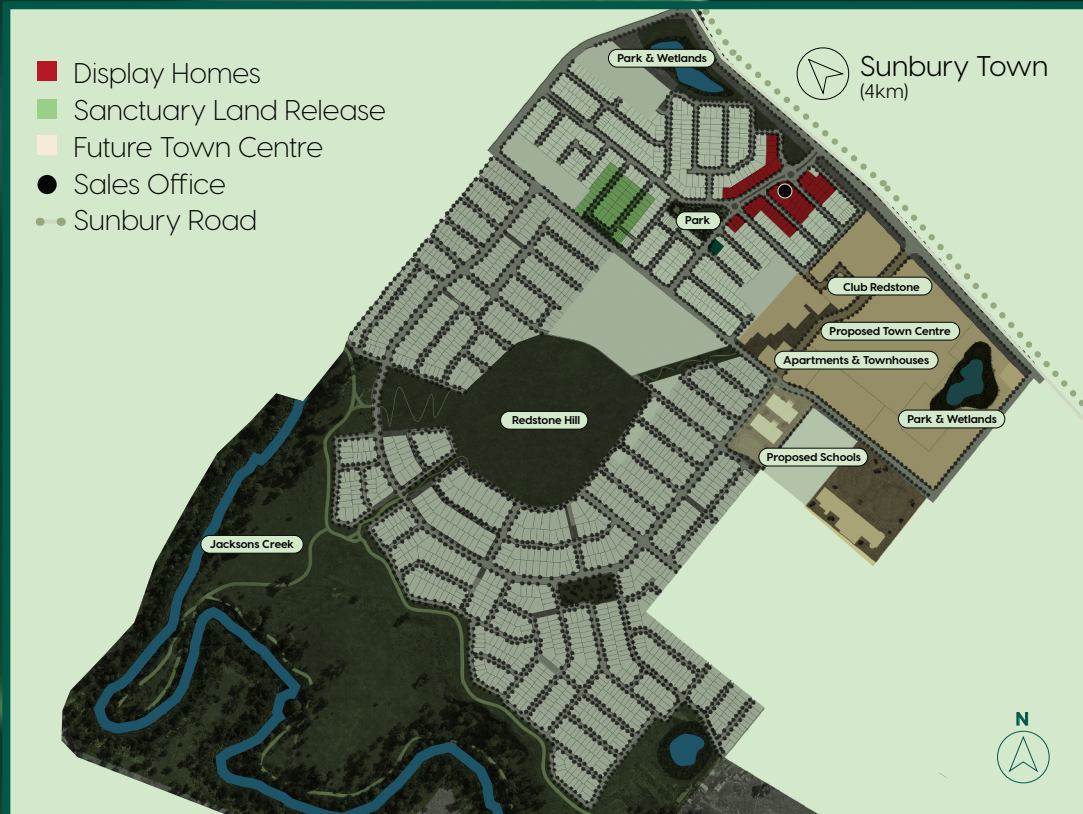 Display Homes
Sanctuary Land Release
Future Town Centre
Sales Office
Sunbury Road
Park & Wetlands
Sunbury Town
(4km)
Park
Club Redstone
Proposed Town Centre
Apartments & Townhouses
Redstone Hill
Park & Wetlands
Proposed Schools
Jacksons Creek
N